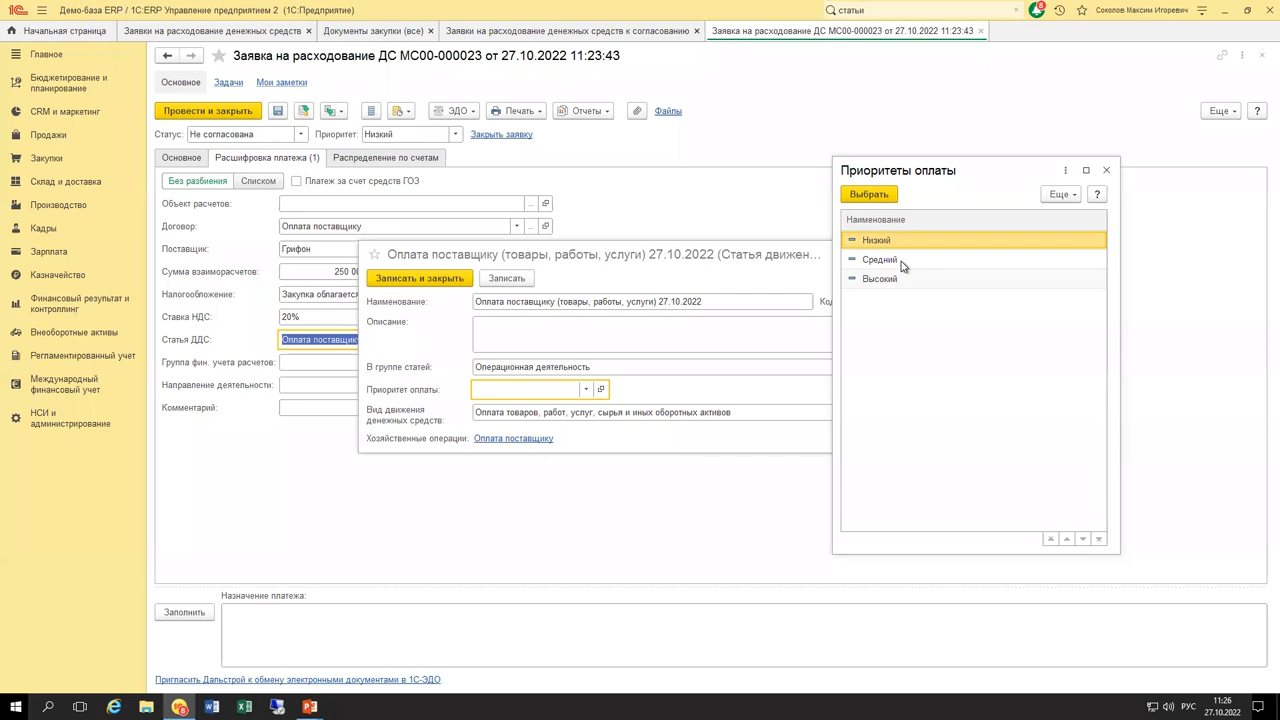 Демо-база ERP / 1С:ERP Управление предприятием 2 (1С:Предприятие)
статьи
8
Соколов Максим Игоревич
Начальная страница
Заявки на расходование денежных средств
Документы закупки (все)
Заявки на расходование денежных средств к согласованию
Заявка на расходование ДС МС00-000023 от 27.10.2022 11:23:43
Главное
Бюджетирование и
планирование
CRM и маркетинг
Продажи
Закупки
Склад и доставка
Производство
Кадры
Зарплата
Казначейство
Финансовый результат и
контроллинг
Внеоборотные активы
Регламентированный учет
Международный
финансовый учет
НСИ и
администрирование
Заявка на расходование ДС МС00-000023 от 27.10.2022 11:23:43
Основное Задачи Мои заметки
Провести и закрыть ЭДО Печать Отчеты Файлы Еще ?
Статус: Не согласована Приоритет: Низкий Закрыть заявку
Основное Расшифровка платежа (1) Распределение по счетам
Без разбиения Списком Платеж за счет средств ГОЗ
Объект расчетов: ...
Договор: Оплата поставщику ...
Поставщик: Грифон
Сумма взаиморасчетов: 250 00
Налогообложение: Закупка облагается
Ставка НДС: 20%
Статья ДДС: Оплата поставщику
Группа фин. учета расчетов:
Направление деятельности:
Комментарий:
Оплата поставщику (товары, работы, услуги) 27.10.2022 (Статья движен...
Записать и закрыть Записать
Наименование: Оплата поставщику (товары, работы, услуги) 27.10.2022 Код
Описание:
В группе статей: Операционная деятельность
Приоритет оплаты:
Вид движения
денежных средств: Оплата товаров, работ, услуг, сырья и иных оборотных активов
Хозяйственные операции: Оплата поставщику
Приоритеты оплаты
Выбрать Еще ?
Наименование
Низкий
Средний
Высокий
Назначение платежа:
Заполнить
Пригласить Дальстрой к обмену электронными документами в 1С-ЭДО
РУС
11:26
27.10.2022